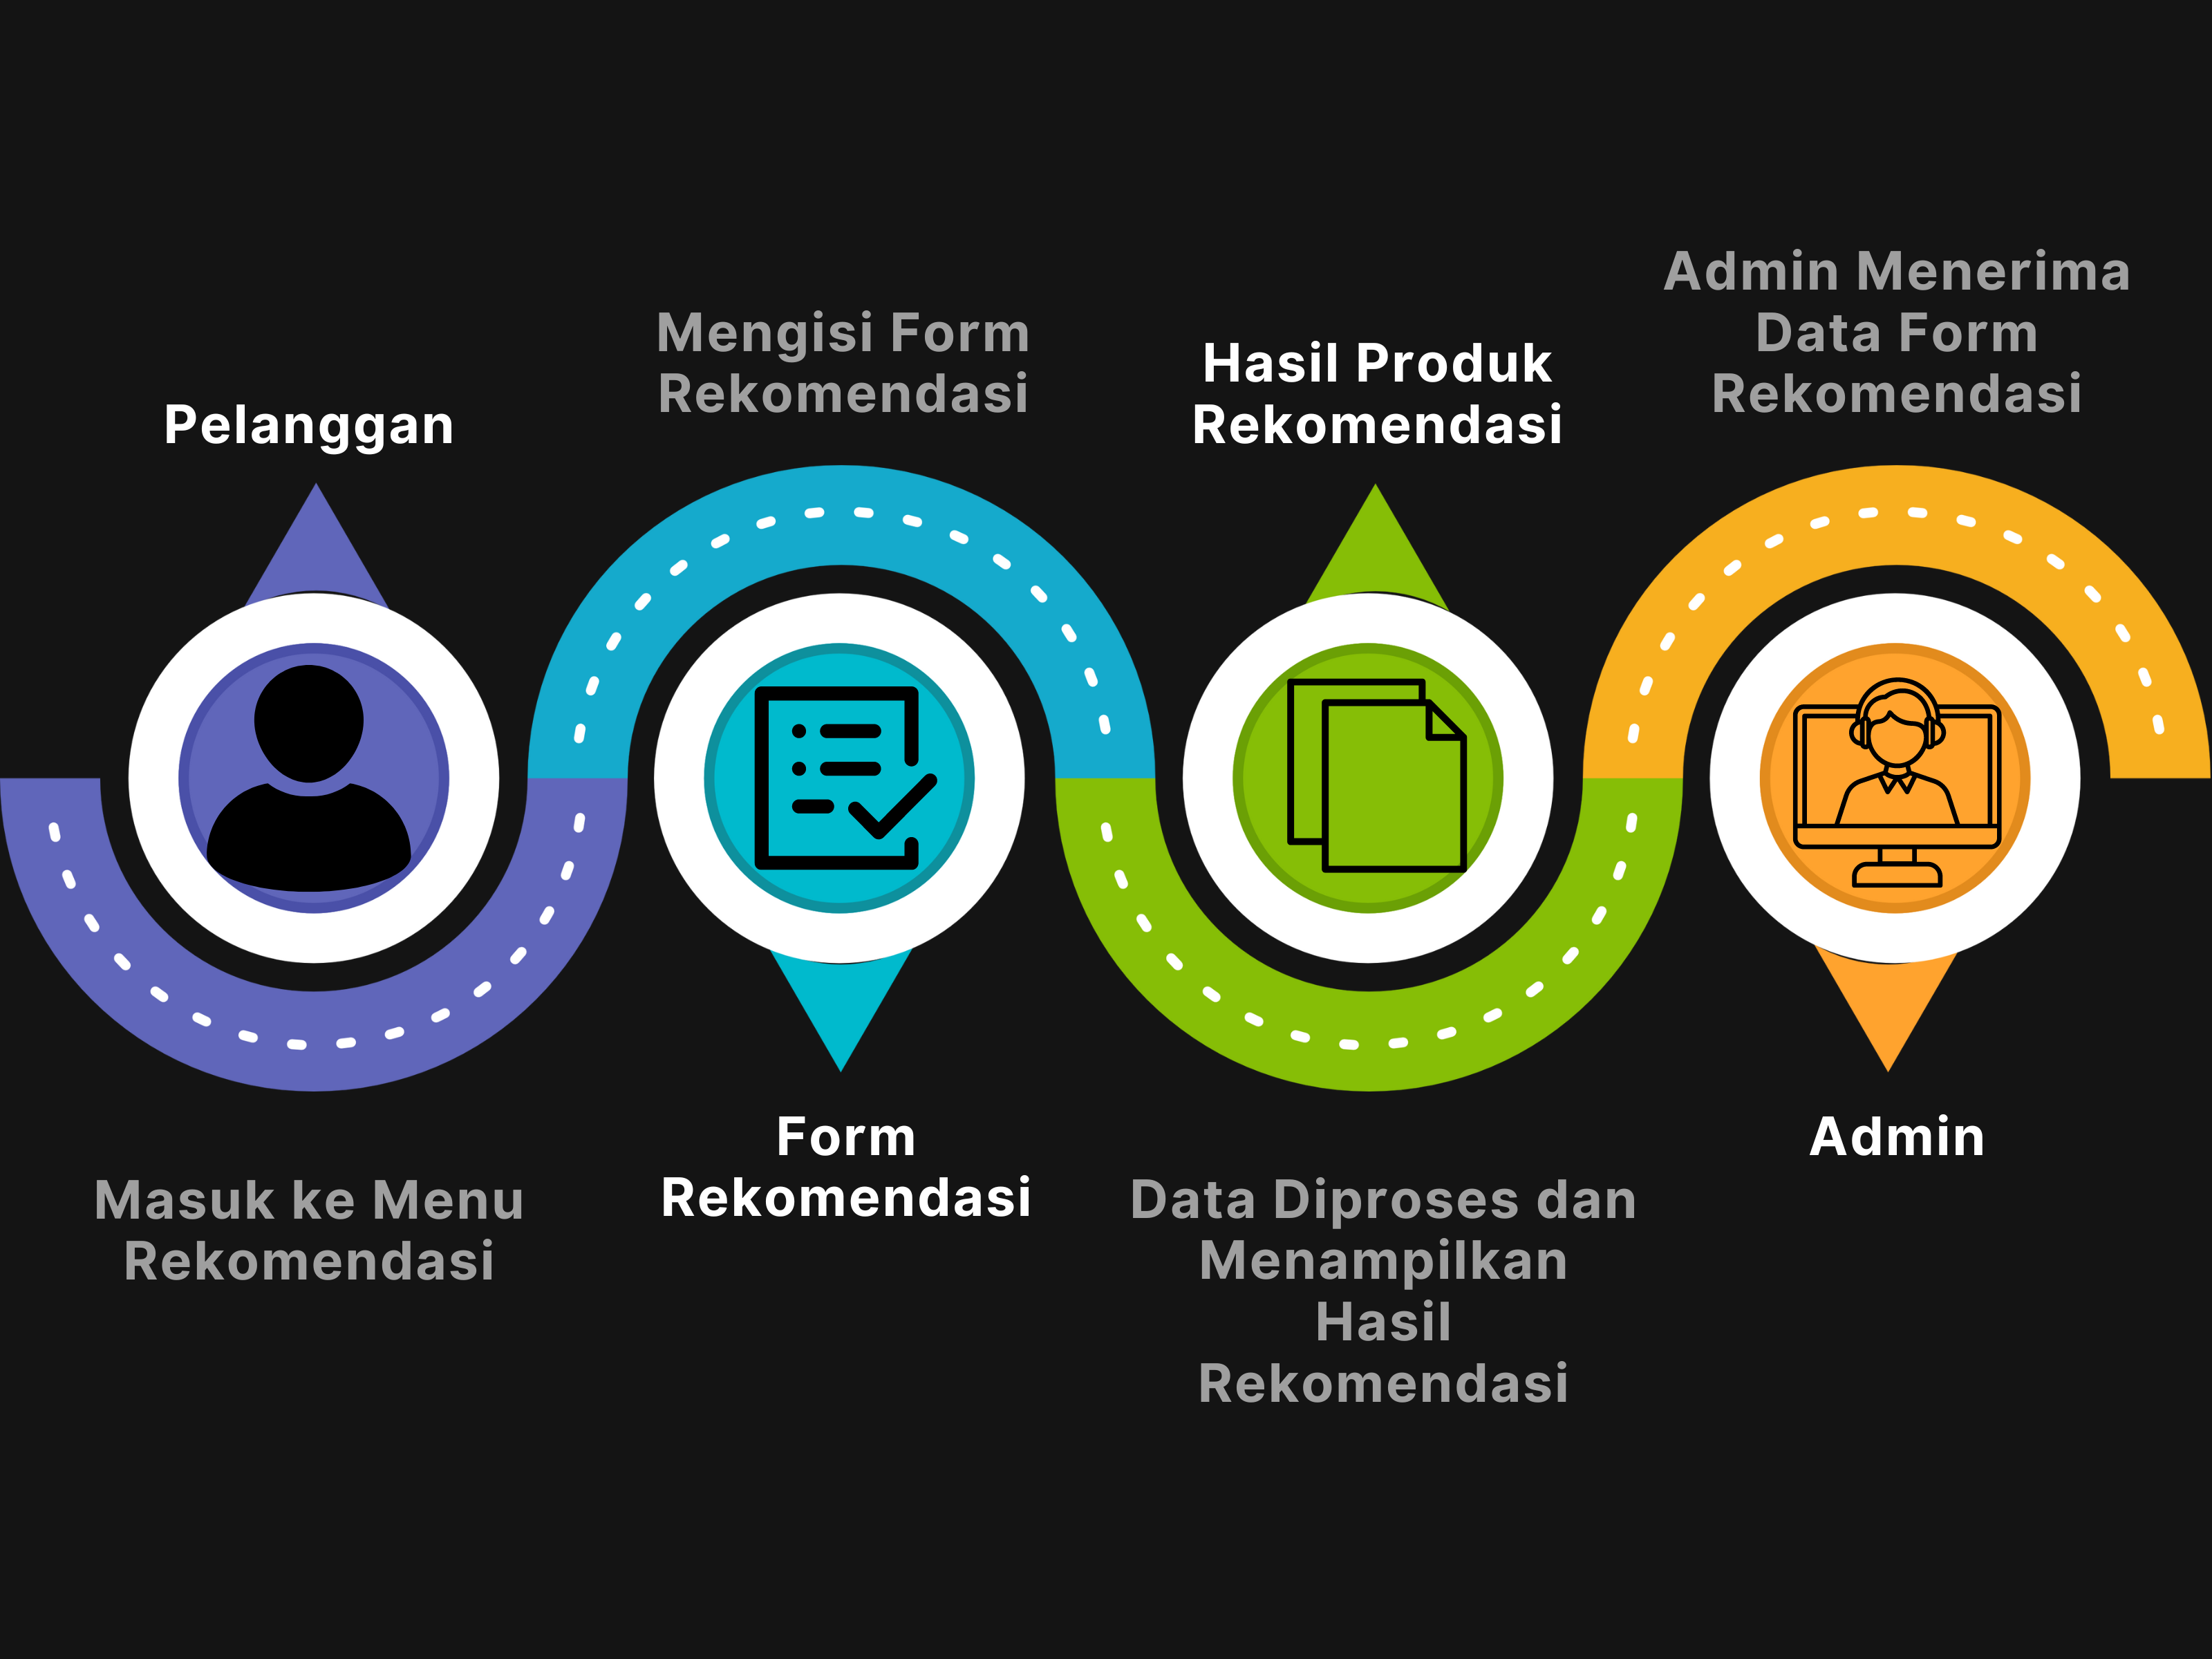 Pelanggan
Masuk ke Menu
Rekomendasi
Mengisi Form
Rekomendasi
Form
Rekomendasi
Hasil Produk
Rekomendasi
Data Diproses dan
Menampilkan
Hasil
Rekomendasi
Admin Menerima
Data Form
Rekomendasi
Admin